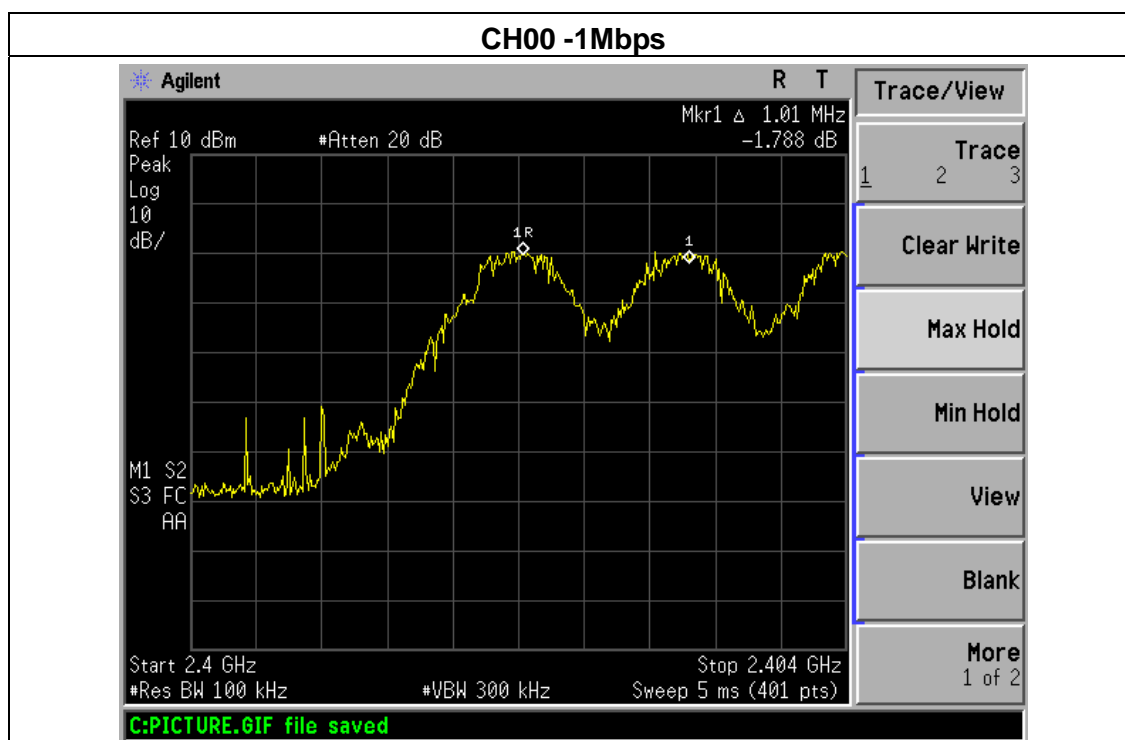 CH00 -1Mbps
Agilent R T
Mkr1 Δ 1.01 MHz
Ref 10 dBm #Atten 20 dB -1.788 dB
Peak
Log
10
dB/
1R
1
M1 S2
S3 FC
AA
Start 2.4 GHz Stop 2.404 GHz
#Res BW 100 kHz #VBW 300 kHz Sweep 5 ms (401 pts)
C:PICTURE.GIF file saved
Trace/View
Trace
1 2 3
Clear Write
Max Hold
Min Hold
View
Blank
More
1 of 2